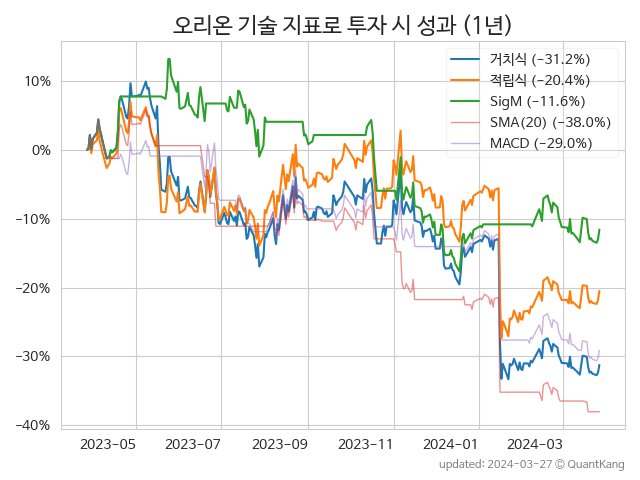 오리온 기술 지표로 투자 시 성과 (1년)
거치식 (−31.2%)
적립식 (−20.4%)
SigM (−11.6%)
SMA(20) (−38.0%)
MACD (−29.0%)
10%
0%
−10%
−20%
−30%
−40%
2023−05 2023−07 2023−09 2023−11 2024−01 2024−03
updated: 2024−03−27 © QuantKang